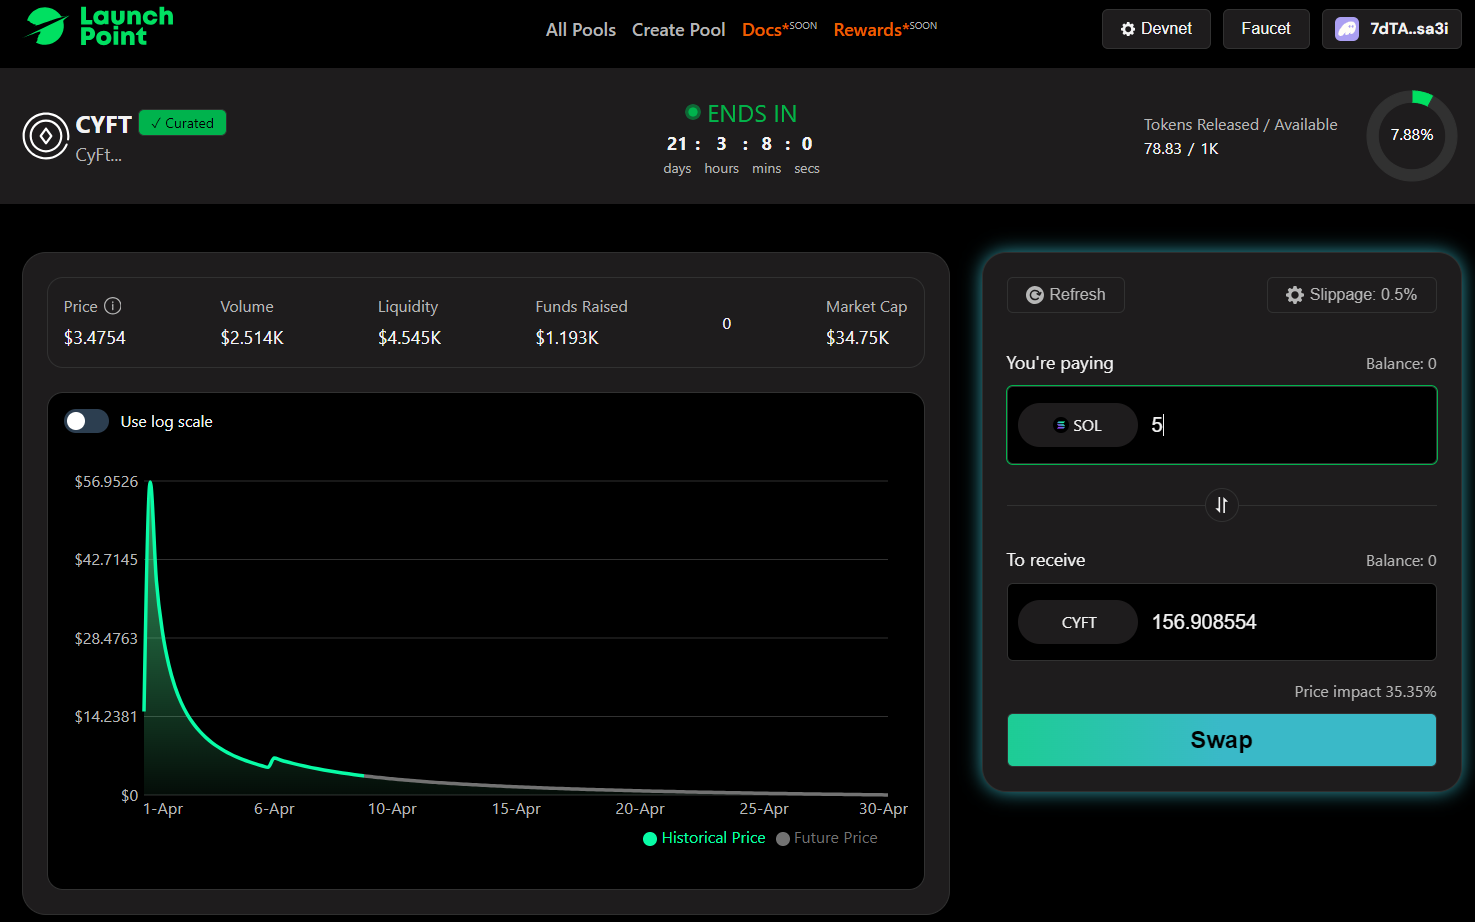 Launch
Point
All Pools Create Pool Docs*SOON Rewards*SOON
Devnet
Faucet
7dTA..sa3i
CYFT
✓ Curated
CyFt...
ENDS IN
21 : 3 : 8 : 0
days hours mins secs
Tokens Released / Available
78.83 / 1K
7.88%
Price Volume Liquidity Funds Raised Market Cap
$3.4754 $2.514K $4.545K $1.193K 0 $34.75K
Use log scale
$56.9526
$42.7145
$28.4763
$14.2381
$0
1-Apr 6-Apr 10-Apr 15-Apr 20-Apr 25-Apr 30-Apr
Historical Price Future Price
Refresh
Slippage: 0.5%
You're paying Balance: 0
SOL 5
To receive Balance: 0
CYFT 156.908554
Price impact 35.35%
Swap